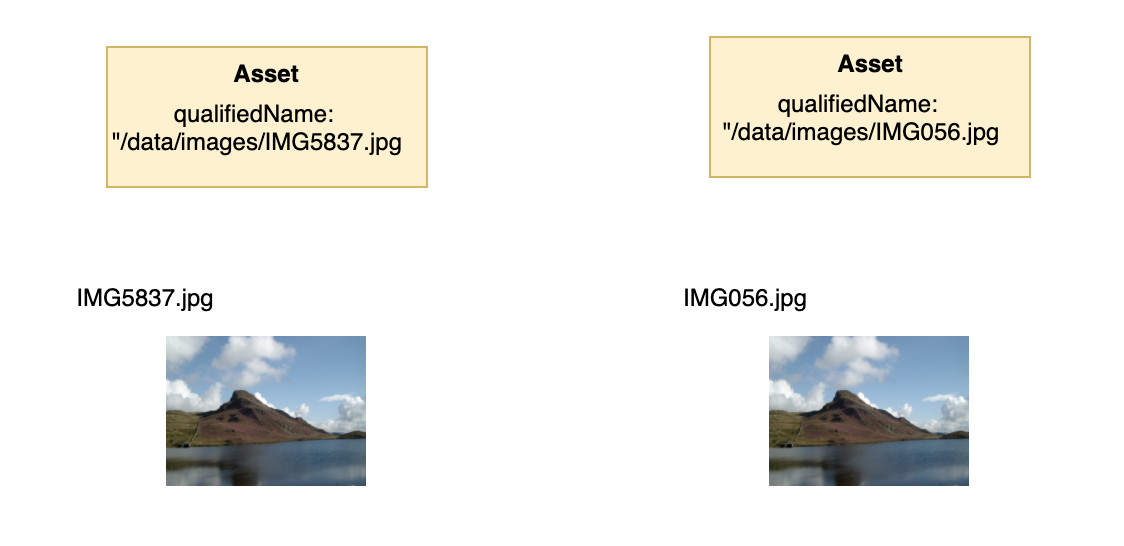 Asset
qualifiedName:
"/data/images/IMG5837.jpg
Asset
qualifiedName:
"/data/images/IMG056.jpg
IMG5837.jpg
IMG056.jpg